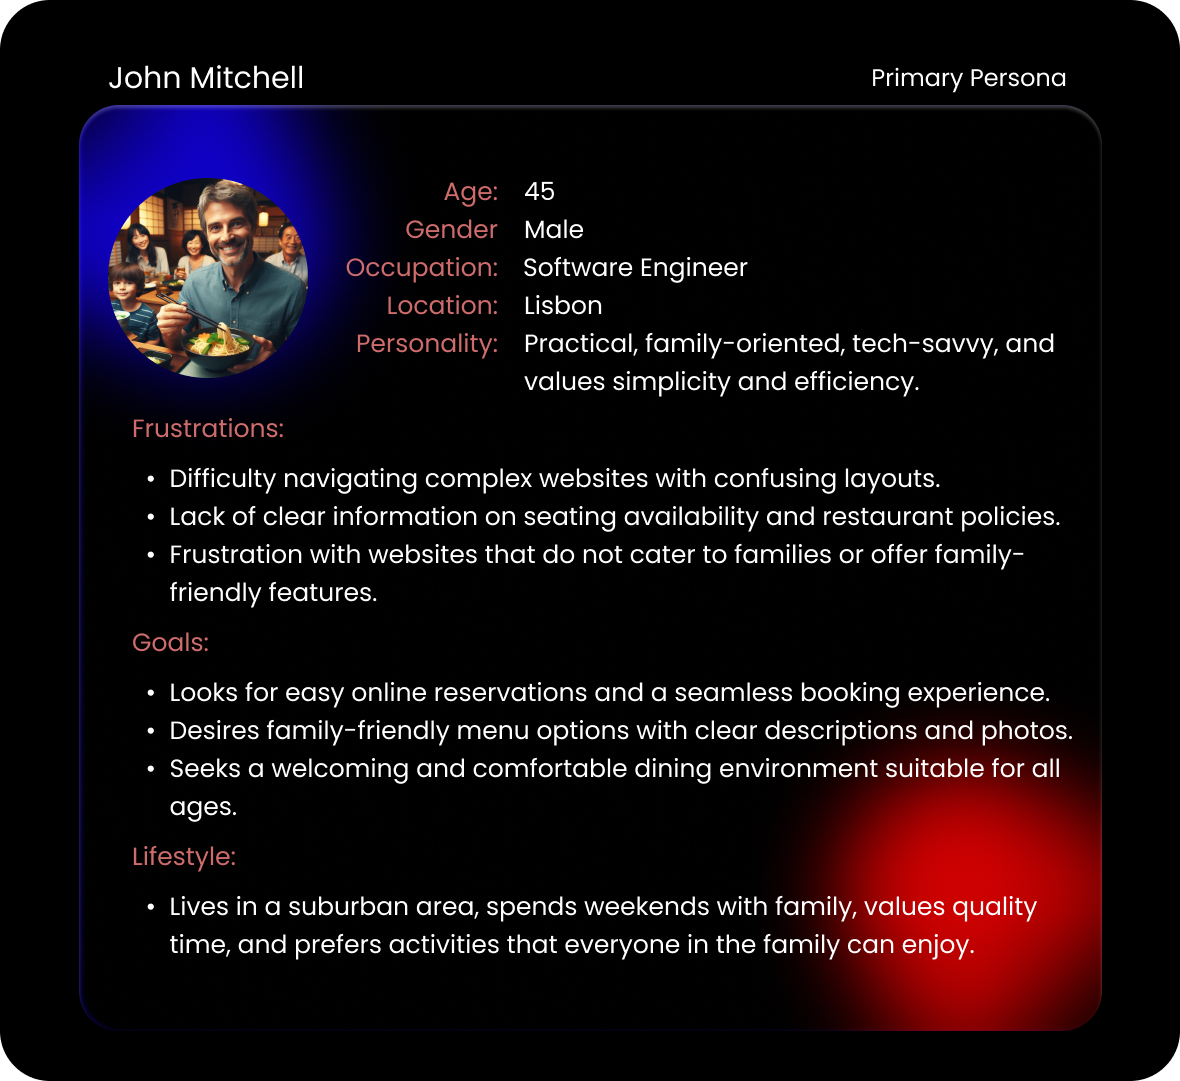 John Mitchell
Primary Persona
Age: 45
Gender Male
Occupation: Software Engineer
Location: Lisbon
Personality: Practical, family-oriented, tech-savvy, and
values simplicity and efficiency.
Frustrations:
• Difficulty navigating complex websites with confusing layouts.
• Lack of clear information on seating availability and restaurant policies.
• Frustration with websites that do not cater to families or offer family-
friendly features.
Goals:
• Looks for easy online reservations and a seamless booking experience.
• Desires family-friendly menu options with clear descriptions and photos.
• Seeks a welcoming and comfortable dining environment suitable for all
ages.
Lifestyle:
• Lives in a suburban area, spends weekends with family, values quality
time, and prefers activities that everyone in the family can enjoy.